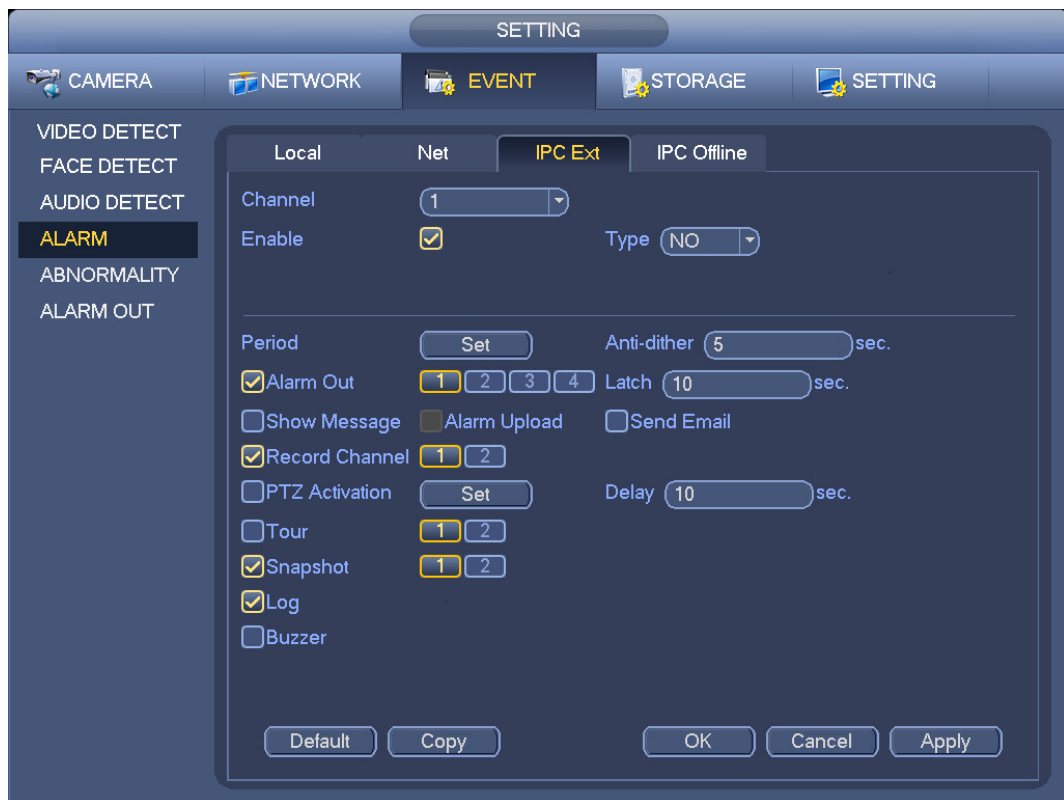 SETTING
CAMERA NETWORK EVENT STORAGE SETTING
VIDEO DETECT
FACE DETECT
AUDIO DETECT
ALARM
ABNORMALITY
ALARM OUT
Local Net IPC Ext IPC Offline
Channel 1
Enable Type NO
Period Set Anti-dither 5 sec.
Alarm Out 1 2 3 4 Latch 10 sec.
Show Message Alarm Upload Send Email
Record Channel 1 2
PTZ Activation Set Delay 10 sec.
Tour 1 2
Snapshot 1 2
Log
Buzzer
Default Copy OK Cancel Apply